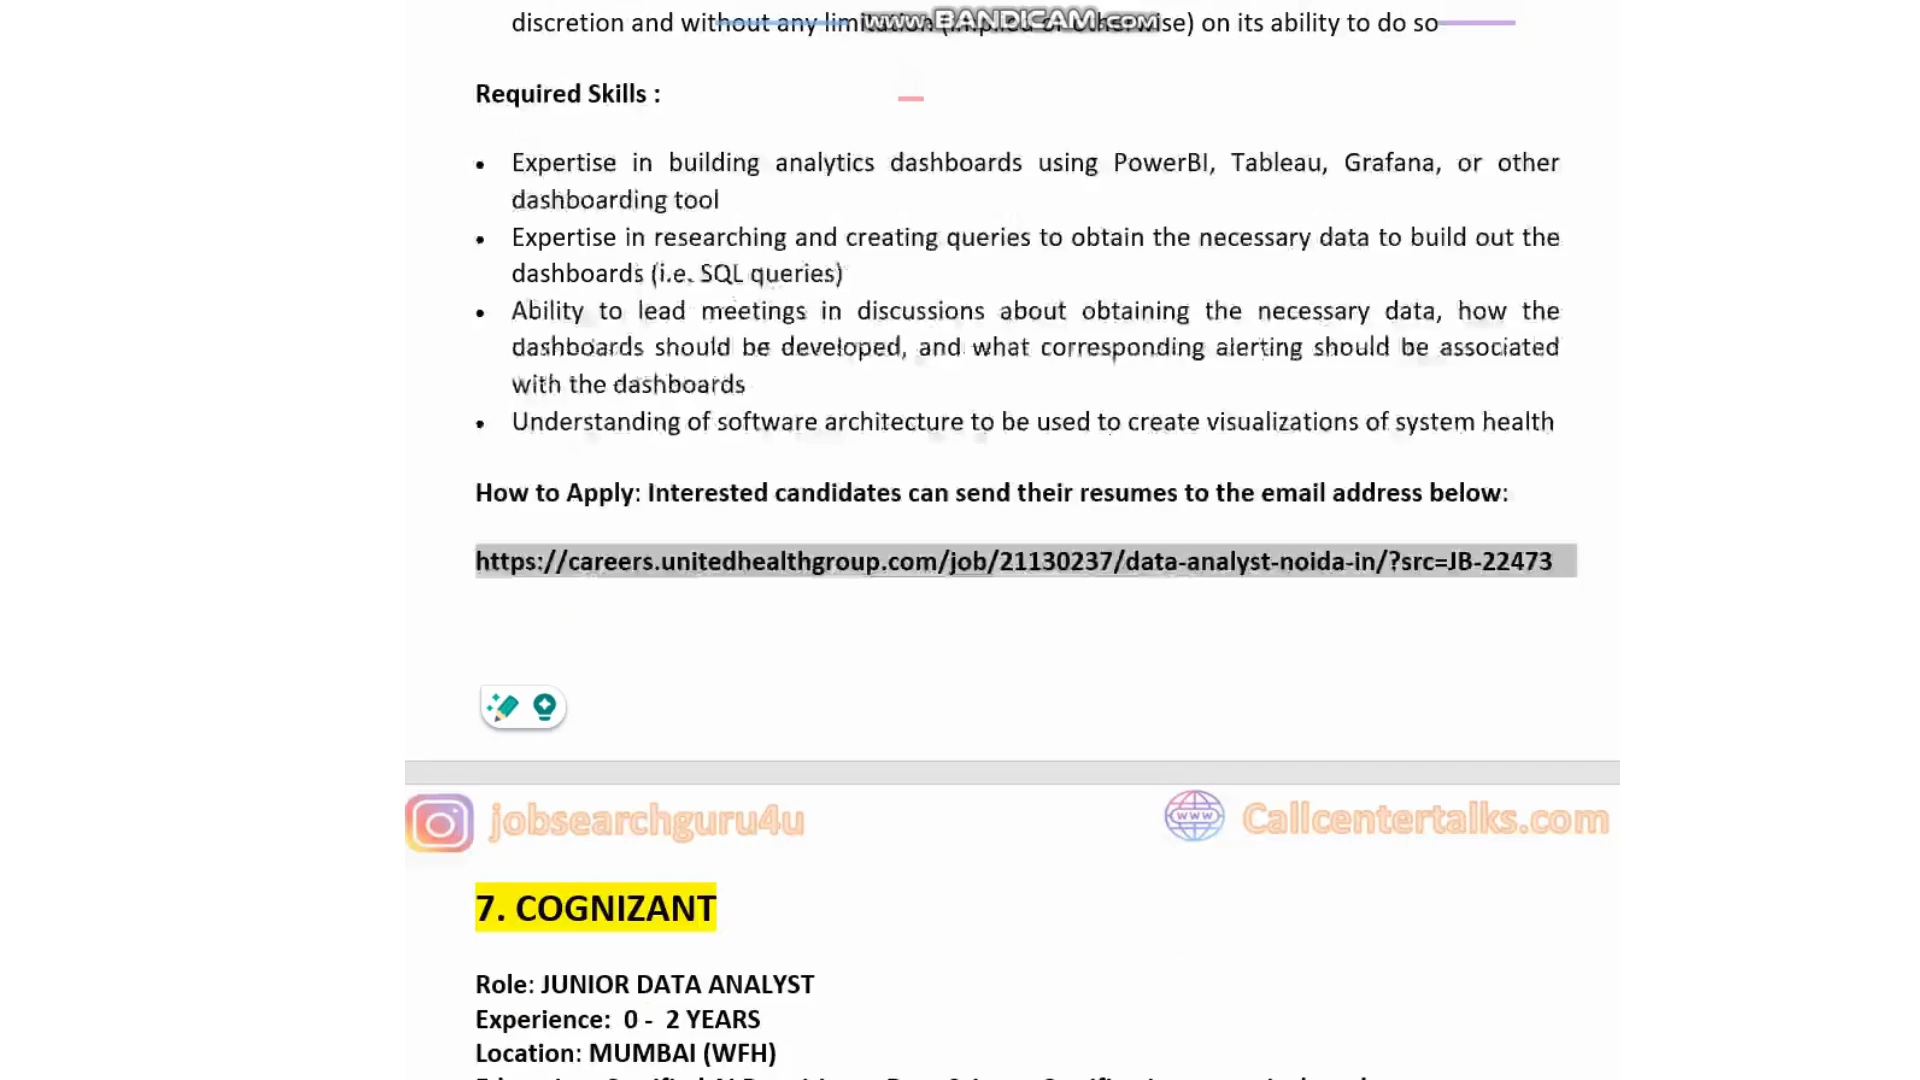 discretion and without any limitation (implied or otherwise) on its ability to do so
www.BANDICAM.com
Required Skills :
• Expertise in building analytics dashboards using PowerBI, Tableau, Grafana, or other
dashboarding tool
• Expertise in researching and creating queries to obtain the necessary data to build out the
dashboards (i.e. SQL queries)
• Ability to lead meetings in discussions about obtaining the necessary data, how the
dashboards should be developed, and what corresponding alerting should be associated
with the dashboards
• Understanding of software architecture to be used to create visualizations of system health
How to Apply: Interested candidates can send their resumes to the email address below:
https://careers.unitedhealthgroup.com/job/21130237/data-analyst-noida-in/?src=JB-22473
jobsearchguru4u
www
Callcentertalks.com
7. COGNIZANT
Role: JUNIOR DATA ANALYST
Experience: 0 - 2 YEARS
Location: MUMBAI (WFH)